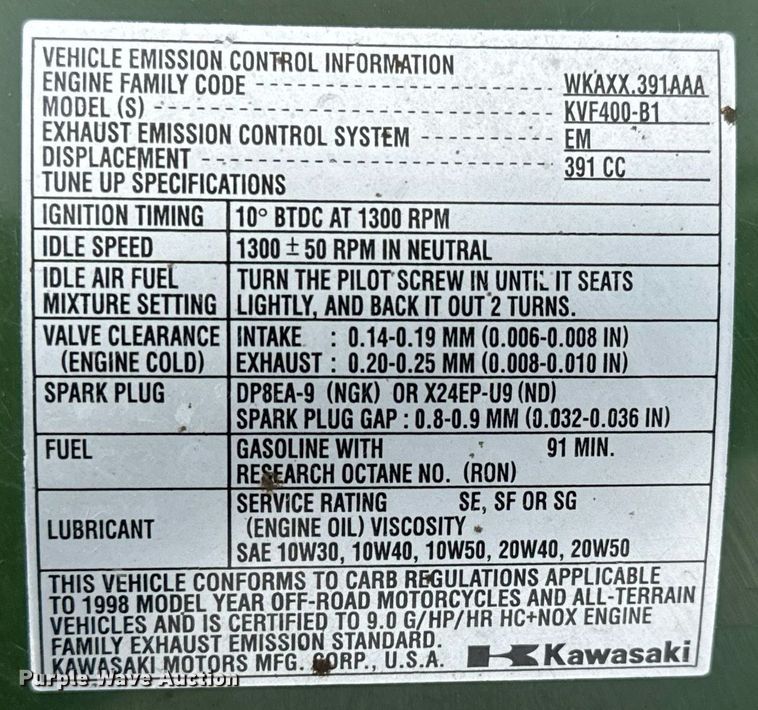 VEHICLE EMISSION CONTROL INFORMATION
ENGINE FAMILY CODE WKAXX.391AAA
MODEL (S) KVF400-B1
EXHAUST EMISSION CONTROL SYSTEM EM
DISPLACEMENT 391 CC
TUNE UP SPECIFICATIONS
IGNITION TIMING 10° BTDC AT 1300 RPM
IDLE SPEED 1300 ± 50 RPM IN NEUTRAL
IDLE AIR FUEL TURN THE PILOT SCREW IN UNTIL IT SEATS
MIXTURE SETTING LIGHTLY, AND BACK IT OUT 2 TURNS.
VALVE CLEARANCE INTAKE : 0.14-0.19 MM (0.006-0.008 IN)
(ENGINE COLD) EXHAUST : 0.20-0.25 MM (0.008-0.010 IN)
SPARK PLUG DP8EA-9 (NGK) OR X24EP-U9 (ND)
SPARK PLUG GAP : 0.8-0.9 MM (0.032-0.036 IN)
FUEL GASOLINE WITH 91 MIN.
RESEARCH OCTANE NO. (RON)
SERVICE RATING SE, SF OR SG
LUBRICANT (ENGINE OIL) VISCOSITY
SAE 10W30, 10W40, 10W50, 20W40, 20W50
THIS VEHICLE CONFORMS TO CARB REGULATIONS APPLICABLE
TO 1998 MODEL YEAR OFF-ROAD MOTORCYCLES AND ALL-TERRAIN
VEHICLES AND IS CERTIFIED TO 9.0 G/HP/HR HC+NOX ENGINE
FAMILY EXHAUST EMISSION STANDARD.
KAWASAKI MOTORS MFG. CORP., U.S.A. Kawasaki
Purple Wave Auction